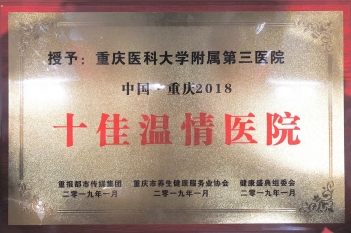 授予：重庆医科大学附属第三医院
中国·重庆2018
十佳温情医院
重报都市传媒集团 重庆市养生健康服务业协会 健康盛典组委会
二零一九年一月 二零一九年一月 二零一九年一月